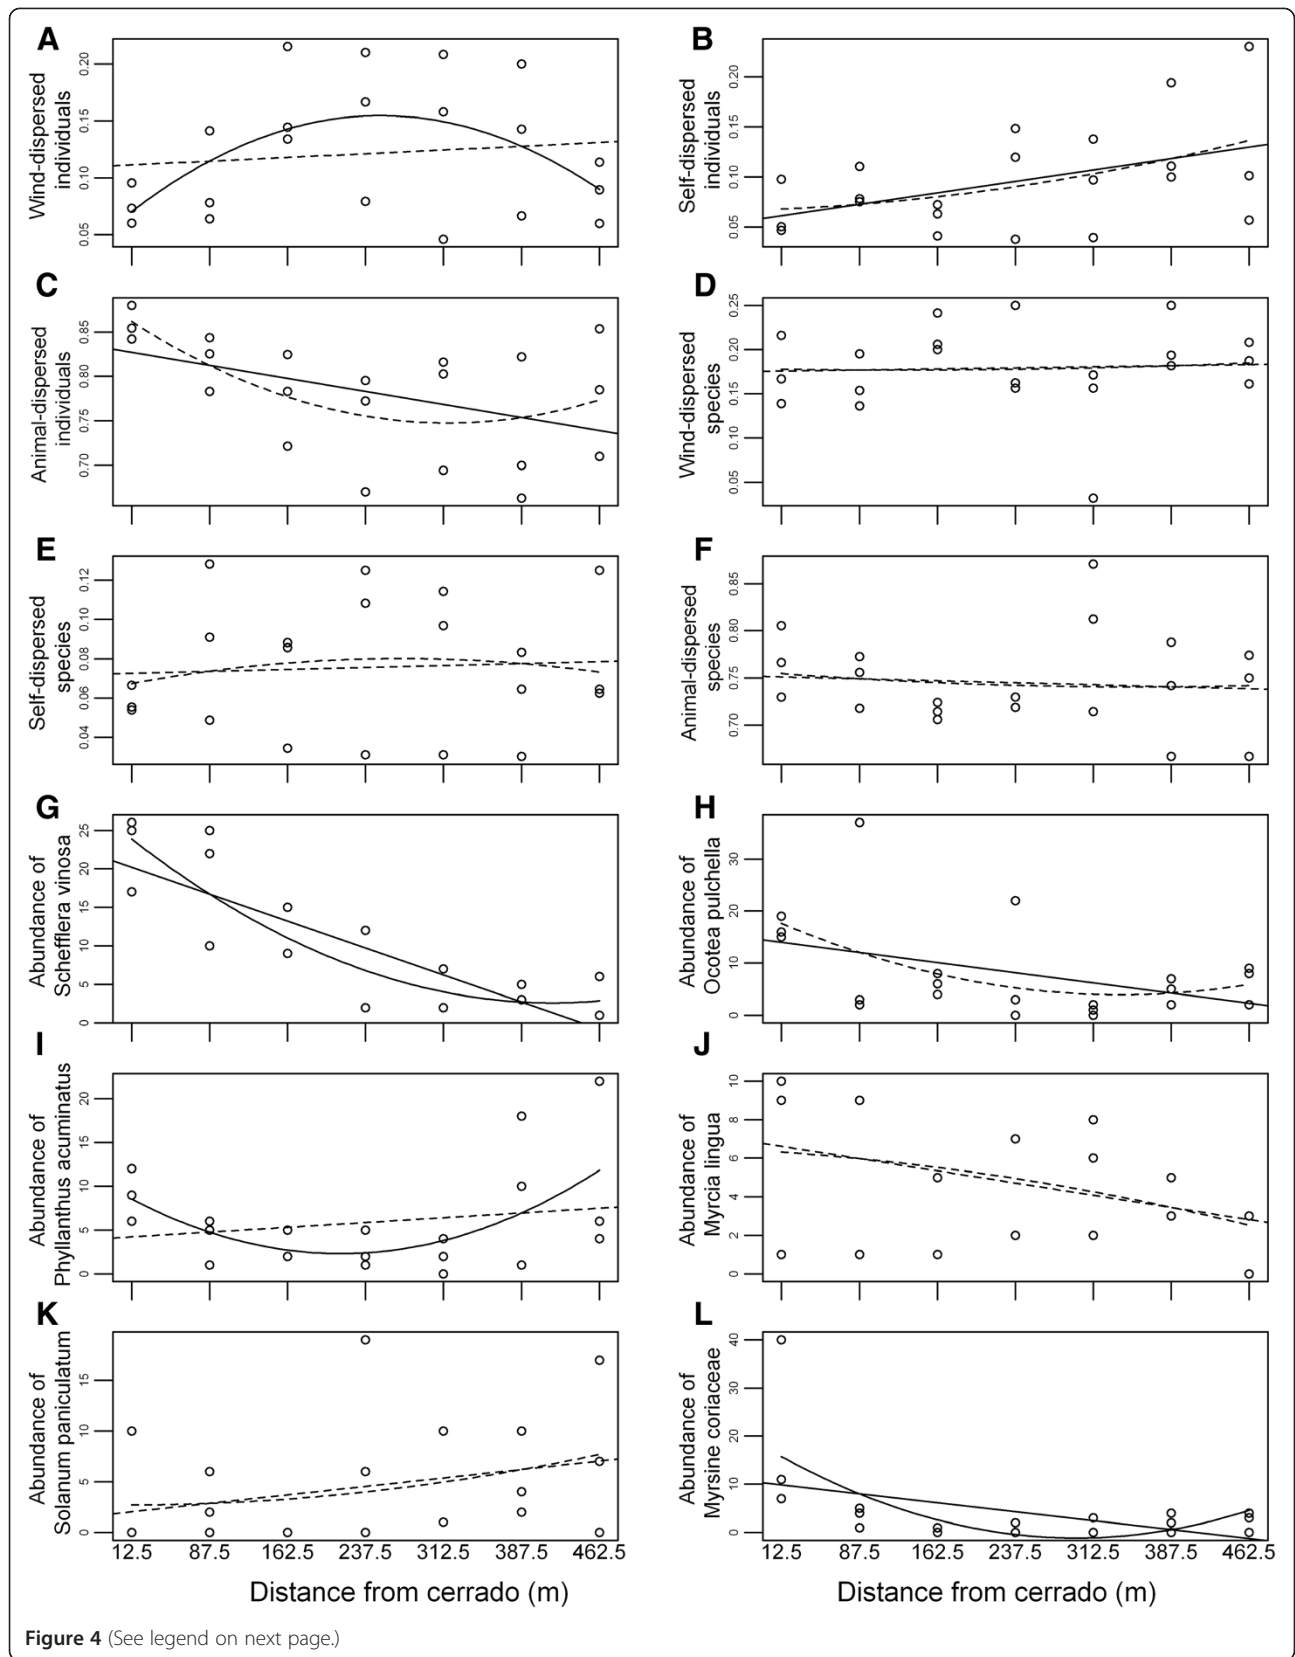 A
Wind-dispersed
individuals
0.05 0.10 0.15 0.20
B
Self-dispersed
individuals
0.05 0.10 0.15 0.20
C
Animal-dispersed
individuals
0.70 0.75 0.80 0.85
D
Wind-dispersed
species
0.05 0.10 0.15 0.20 0.25
E
Self-dispersed
species
0.04 0.06 0.08 0.10 0.12
F
Animal-dispersed
species
0.70 0.75 0.80 0.85
G
Abundance of
Schefflera vinosa
0 5 10 15 20 25
H
Abundance of
Ocotea pulchella
0 10 20 30
I
Abundance of
Phyllanthus acuminatus
0 5 10 15 20
J
Abundance of
Myrcia lingua
0 2 4 6 8 10
K
Abundance of
Solanum paniculatum
0 5 10 15
L
Abundance of
Myrsine coriaceae
0 10 20 30 40
12.5 87.5 162.5 237.5 312.5 387.5 462.5
12.5 87.5 162.5 237.5 312.5 387.5 462.5
Distance from cerrado (m)
Distance from cerrado (m)
Figure 4 (See legend on next page.)